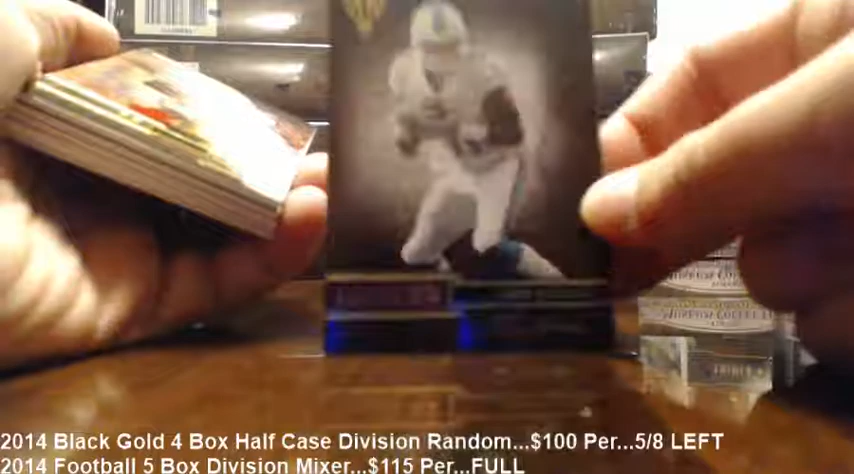 2014 Black Gold 4 Box Half Case Division Random...$100 Per...5/8 LEFT
2014 Football 5 Box Division Mixer...$115 Per...FULL